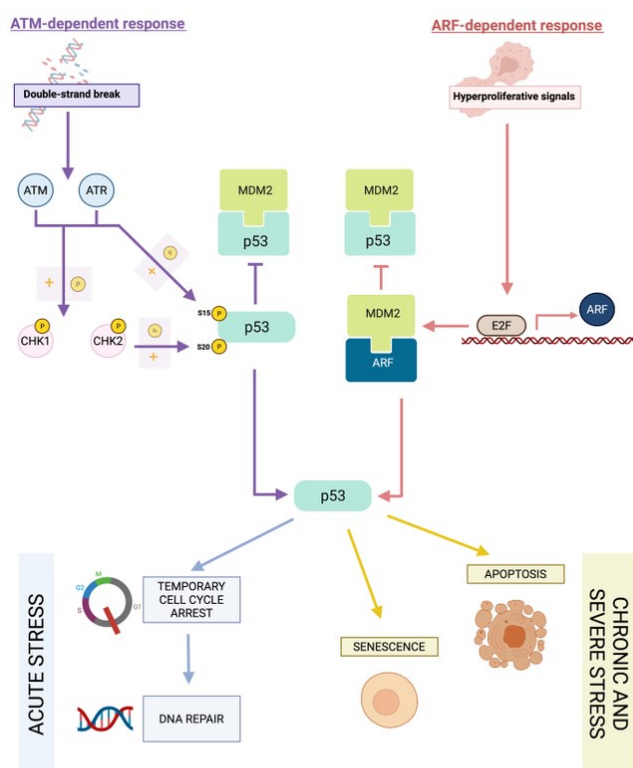 ATM-dependent response
ARF-dependent response
Double-strand break
Hyperproliferative signals
ATM
ATR
MDM2
p53
MDM2
p53
+
P
+
P
P
CHK1
P
CHK2
P
+
S15
P
p53
S20
P
MDM2
ARF
E2F
ARF
p53
ACUTE STRESS
M
G2
S
G1
TEMPORARY
CELL CYCLE
ARREST
DNA REPAIR
SENESCENCE
APOPTOSIS
CHRONIC AND
SEVERE STRESS